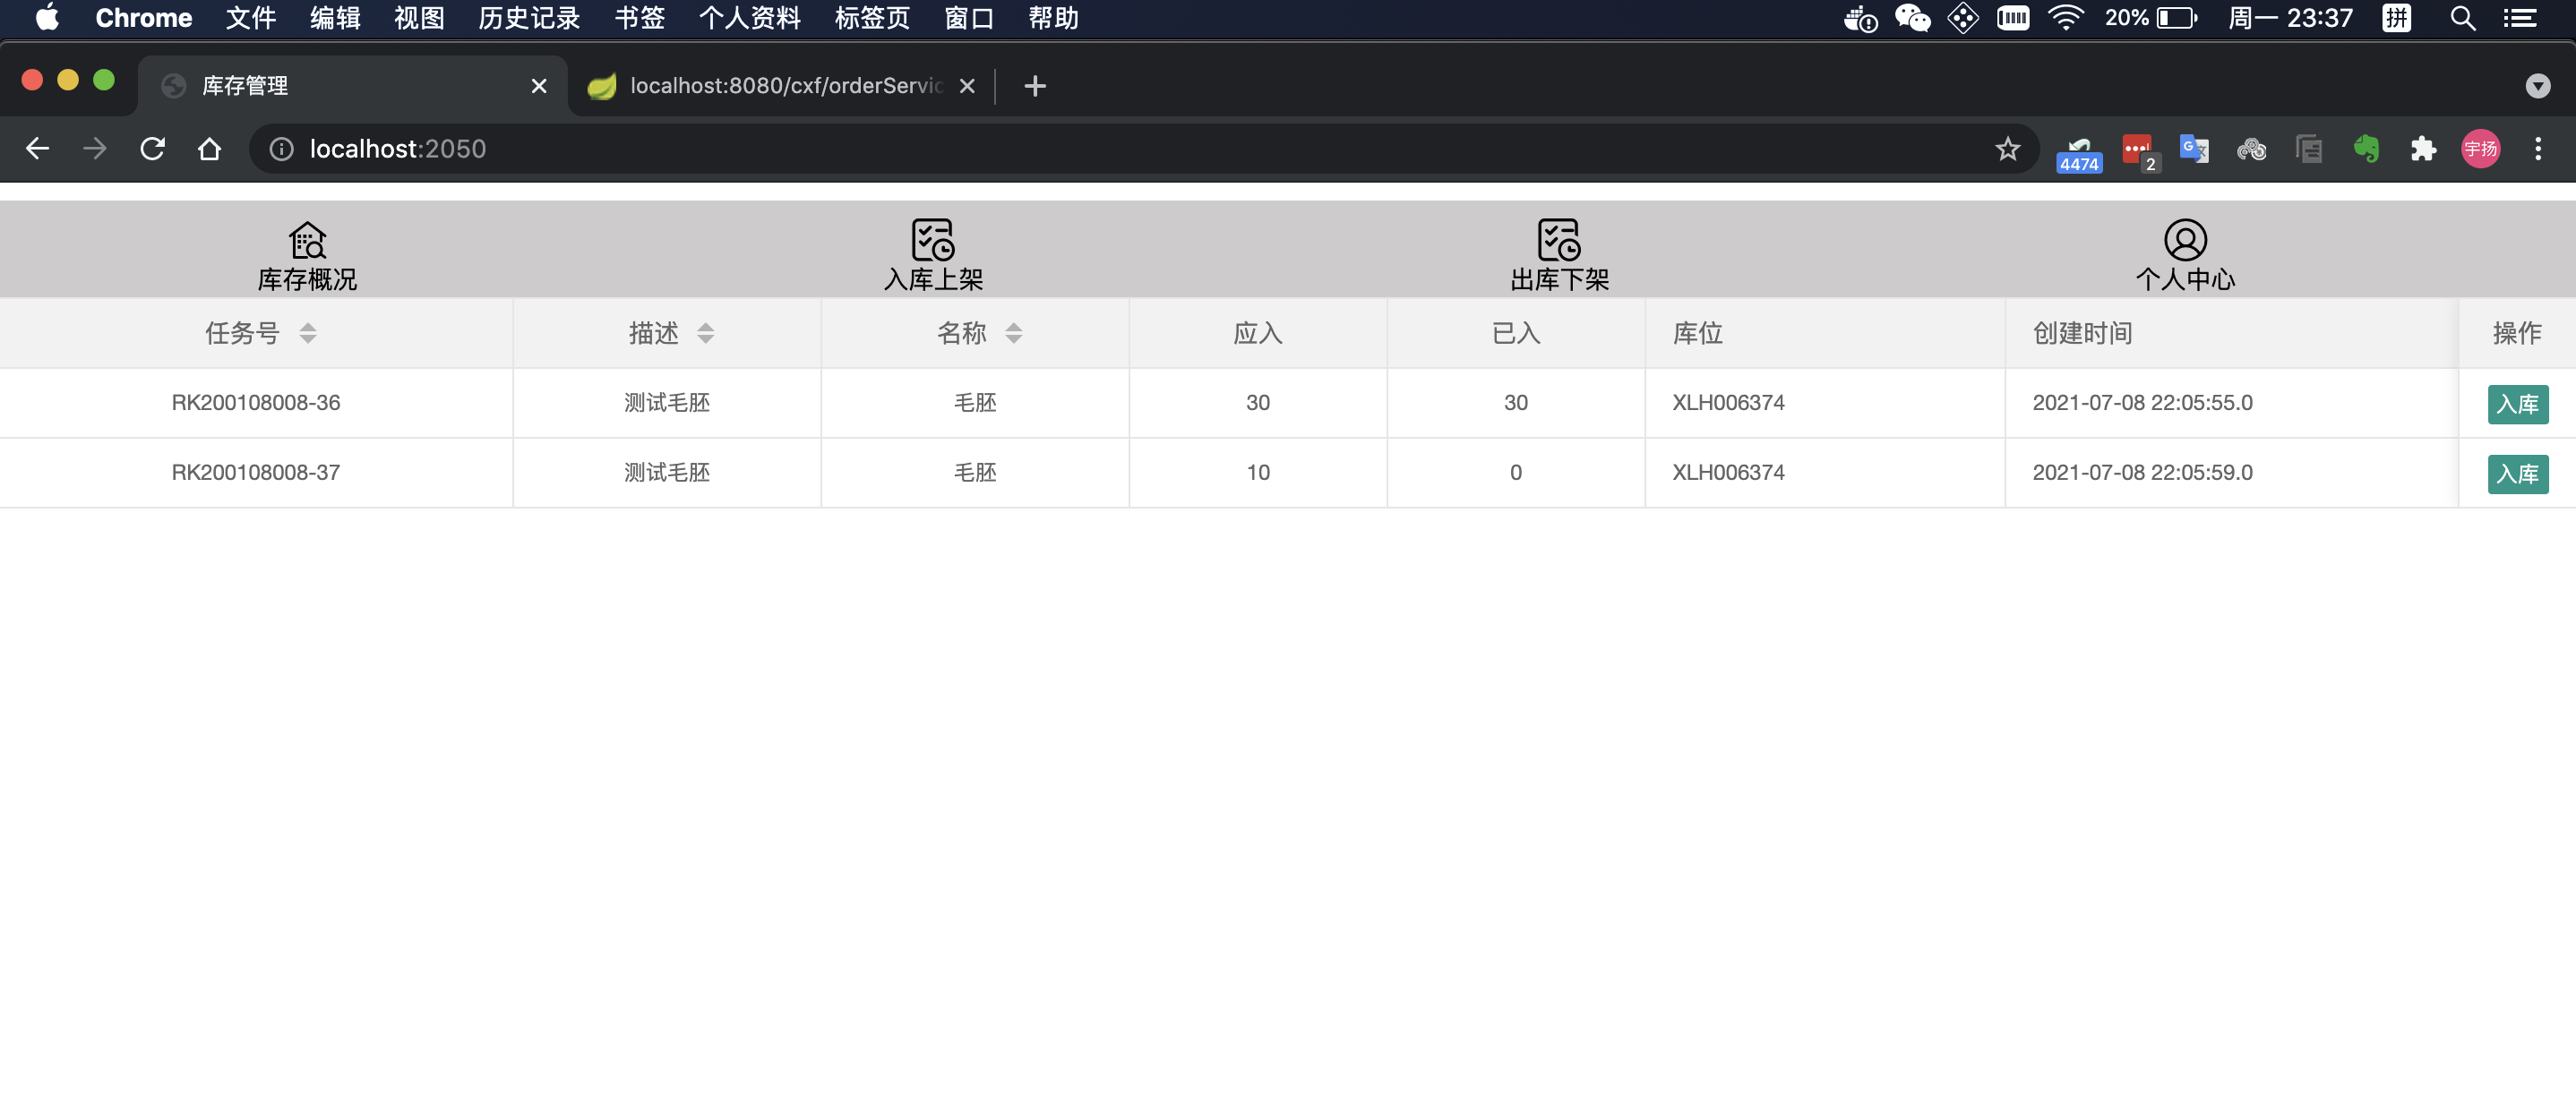 Chrome 文件 编辑 视图 历史记录 书签 个人资料 标签页 窗口 帮助 20% 周一 23:37 拼
库存管理 localhost:8080/cxf/orderServic
localhost:2050 4474 2 宇扬
库存概况 入库上架 出库下架 个人中心
任务号 描述 名称 应入 已入 库位 创建时间 操作
RK200108008-36 测试毛胚 毛胚 30 30 XLH006374 2021-07-08 22:05:55.0 入库
RK200108008-37 测试毛胚 毛胚 10 0 XLH006374 2021-07-08 22:05:59.0 入库